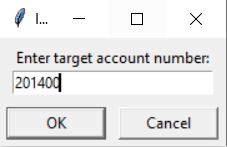 I...
Enter target account number:
201400
OK
Cancel